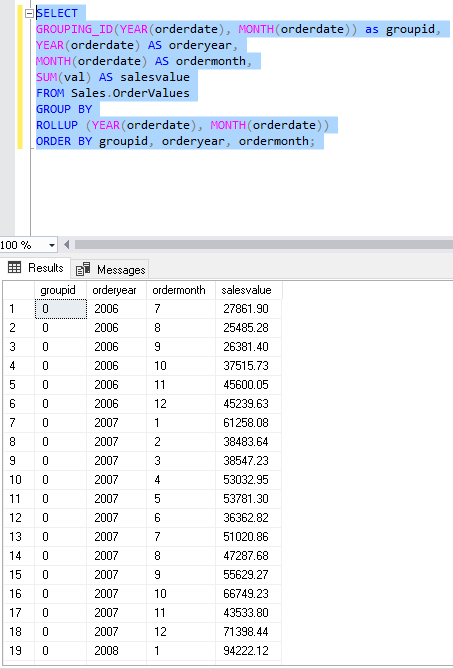 SELECT
GROUPING_ID(YEAR(orderdate), MONTH(orderdate)) as groupid,
YEAR(orderdate) AS orderyear,
MONTH(orderdate) AS ordermonth,
SUM(val) AS salesvalue
FROM Sales.OrderValues
GROUP BY
ROLLUP (YEAR(orderdate), MONTH(orderdate))
ORDER BY groupid, orderyear, ordermonth;
100 %
Results Messages
groupid orderyear ordermonth salesvalue
1 0 2006 7 27861.90
2 0 2006 8 25485.28
3 0 2006 9 26381.40
4 0 2006 10 37515.73
5 0 2006 11 45600.05
6 0 2006 12 45239.63
7 0 2007 1 61258.08
8 0 2007 2 38483.64
9 0 2007 3 38547.23
10 0 2007 4 53032.95
11 0 2007 5 53781.30
12 0 2007 6 36362.82
13 0 2007 7 51020.86
14 0 2007 8 47287.68
15 0 2007 9 55629.27
16 0 2007 10 66749.23
17 0 2007 11 43533.80
18 0 2007 12 71398.44
19 0 2008 1 94222.12